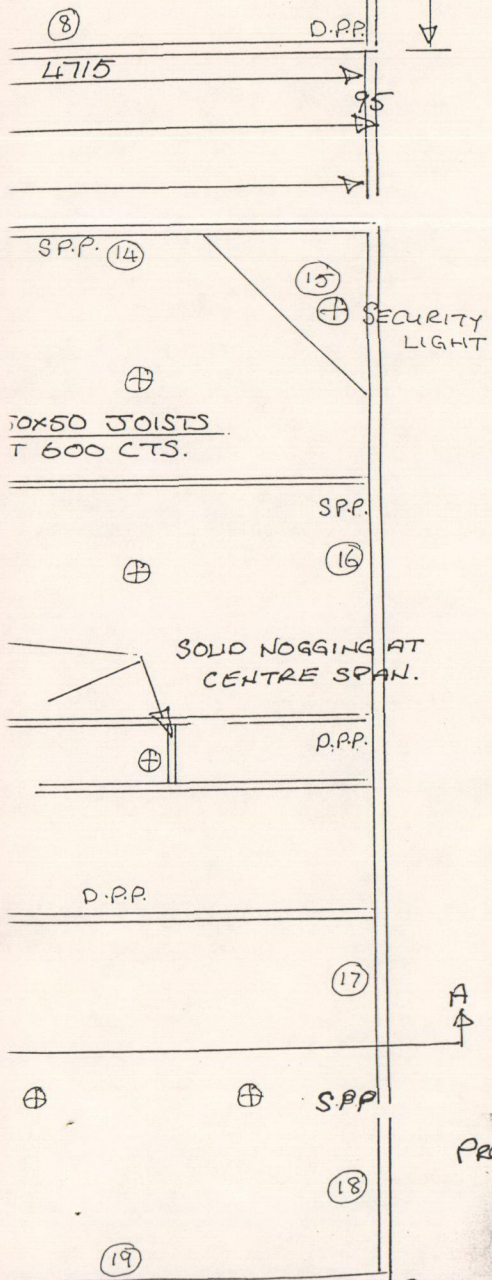 8
D.P.P.
4715
95
S.P.P.
14
15
SECURITY
LIGHT
50x50 JOISTS
T 600 CTS.
S.P.P.
16
SOLID NOGGING AT
CENTRE SPAN.
D.P.P.
D.P.P.
17
A
S.P.P
18
19